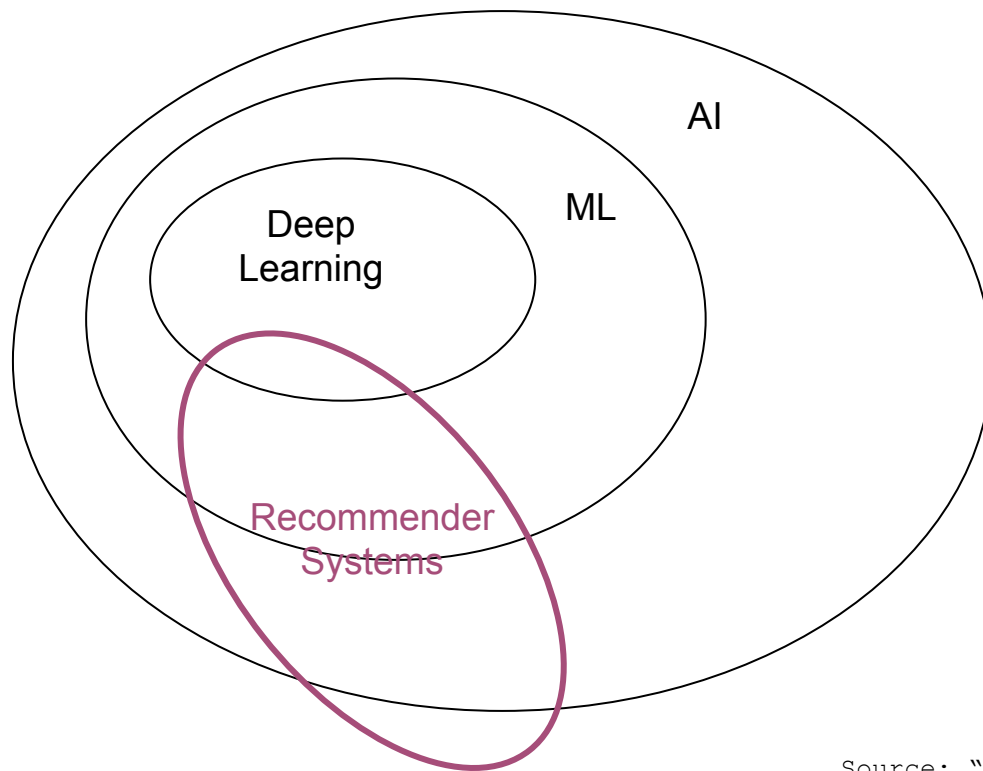 AI
ML
Deep
Learning
Recommender
Systems
Source: “